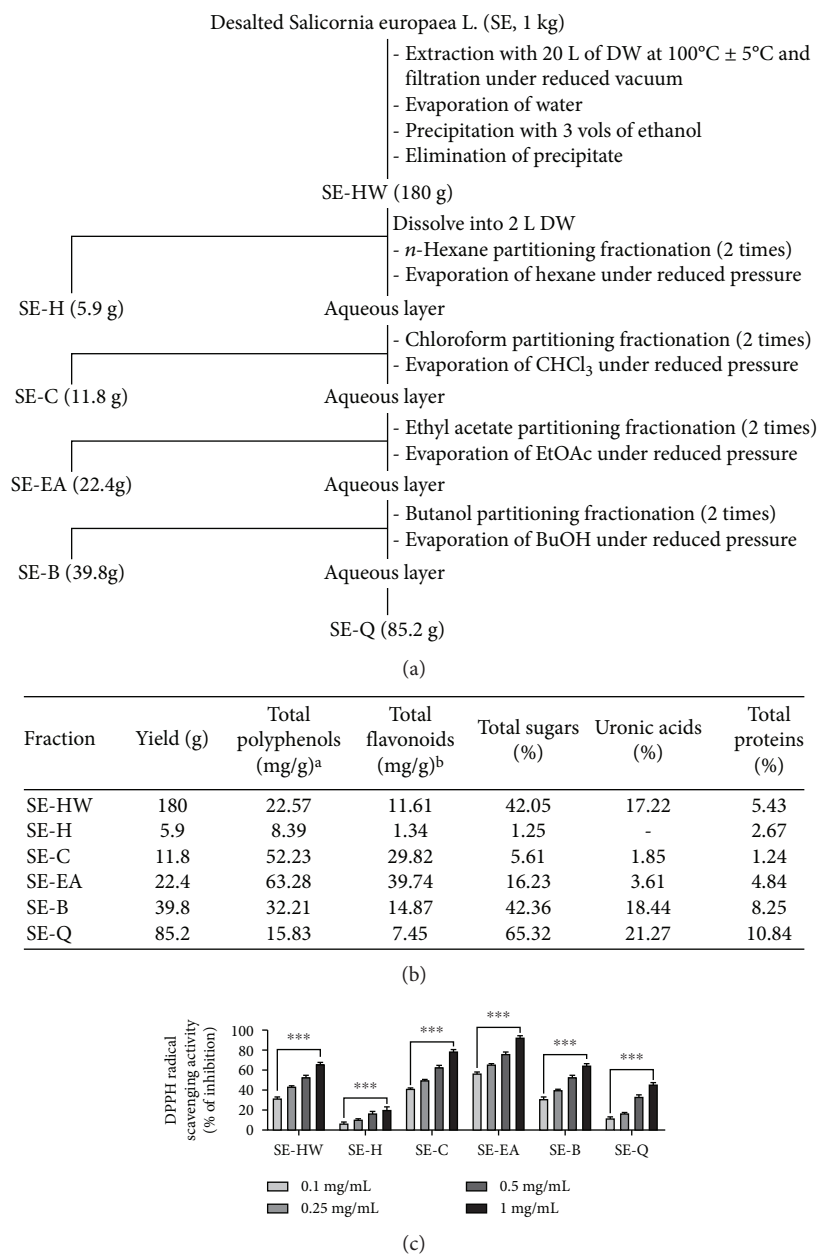 Desalted Salicornia europaea L. (SE, 1 kg)
- Extraction with 20 L of DW at 100°C ± 5°C and
filtration under reduced vacuum
- Evaporation of water
- Precipitation with 3 vols of ethanol
- Elimination of precipitate
SE-HW (180 g)
Dissolve into 2 L DW
- n-Hexane partitioning fractionation (2 times)
- Evaporation of hexane under reduced pressure
SE-H (5.9 g) Aqueous layer
- Chloroform partitioning fractionation (2 times)
- Evaporation of CHCl₃ under reduced pressure
SE-C (11.8 g) Aqueous layer
- Ethyl acetate partitioning fractionation (2 times)
- Evaporation of EtOAc under reduced pressure
SE-EA (22.4g) Aqueous layer
- Butanol partitioning fractionation (2 times)
- Evaporation of BuOH under reduced pressure
SE-B (39.8g) Aqueous layer
SE-Q (85.2 g)
(a)
Fraction Yield (g) Total polyphenols (mg/g)ᵃ Total flavonoids (mg/g)ᵇ Total sugars (%) Uronic acids (%) Total proteins (%)
SE-HW 180 22.57 11.61 42.05 17.22 5.43
SE-H 5.9 8.39 1.34 1.25 - 2.67
SE-C 11.8 52.23 29.82 5.61 1.85 1.24
SE-EA 22.4 63.28 39.74 16.23 3.61 4.84
SE-B 39.8 32.21 14.87 42.36 18.44 8.25
SE-Q 85.2 15.83 7.45 65.32 21.27 10.84
(b)
DPPH radical
scavenging activity
(% of inhibition)
100
80
60
40
20
0
*** *** *** *** *** ***
SE-HW SE-H SE-C SE-EA SE-B SE-Q
0.1 mg/mL 0.5 mg/mL
0.25 mg/mL 1 mg/mL
(c)